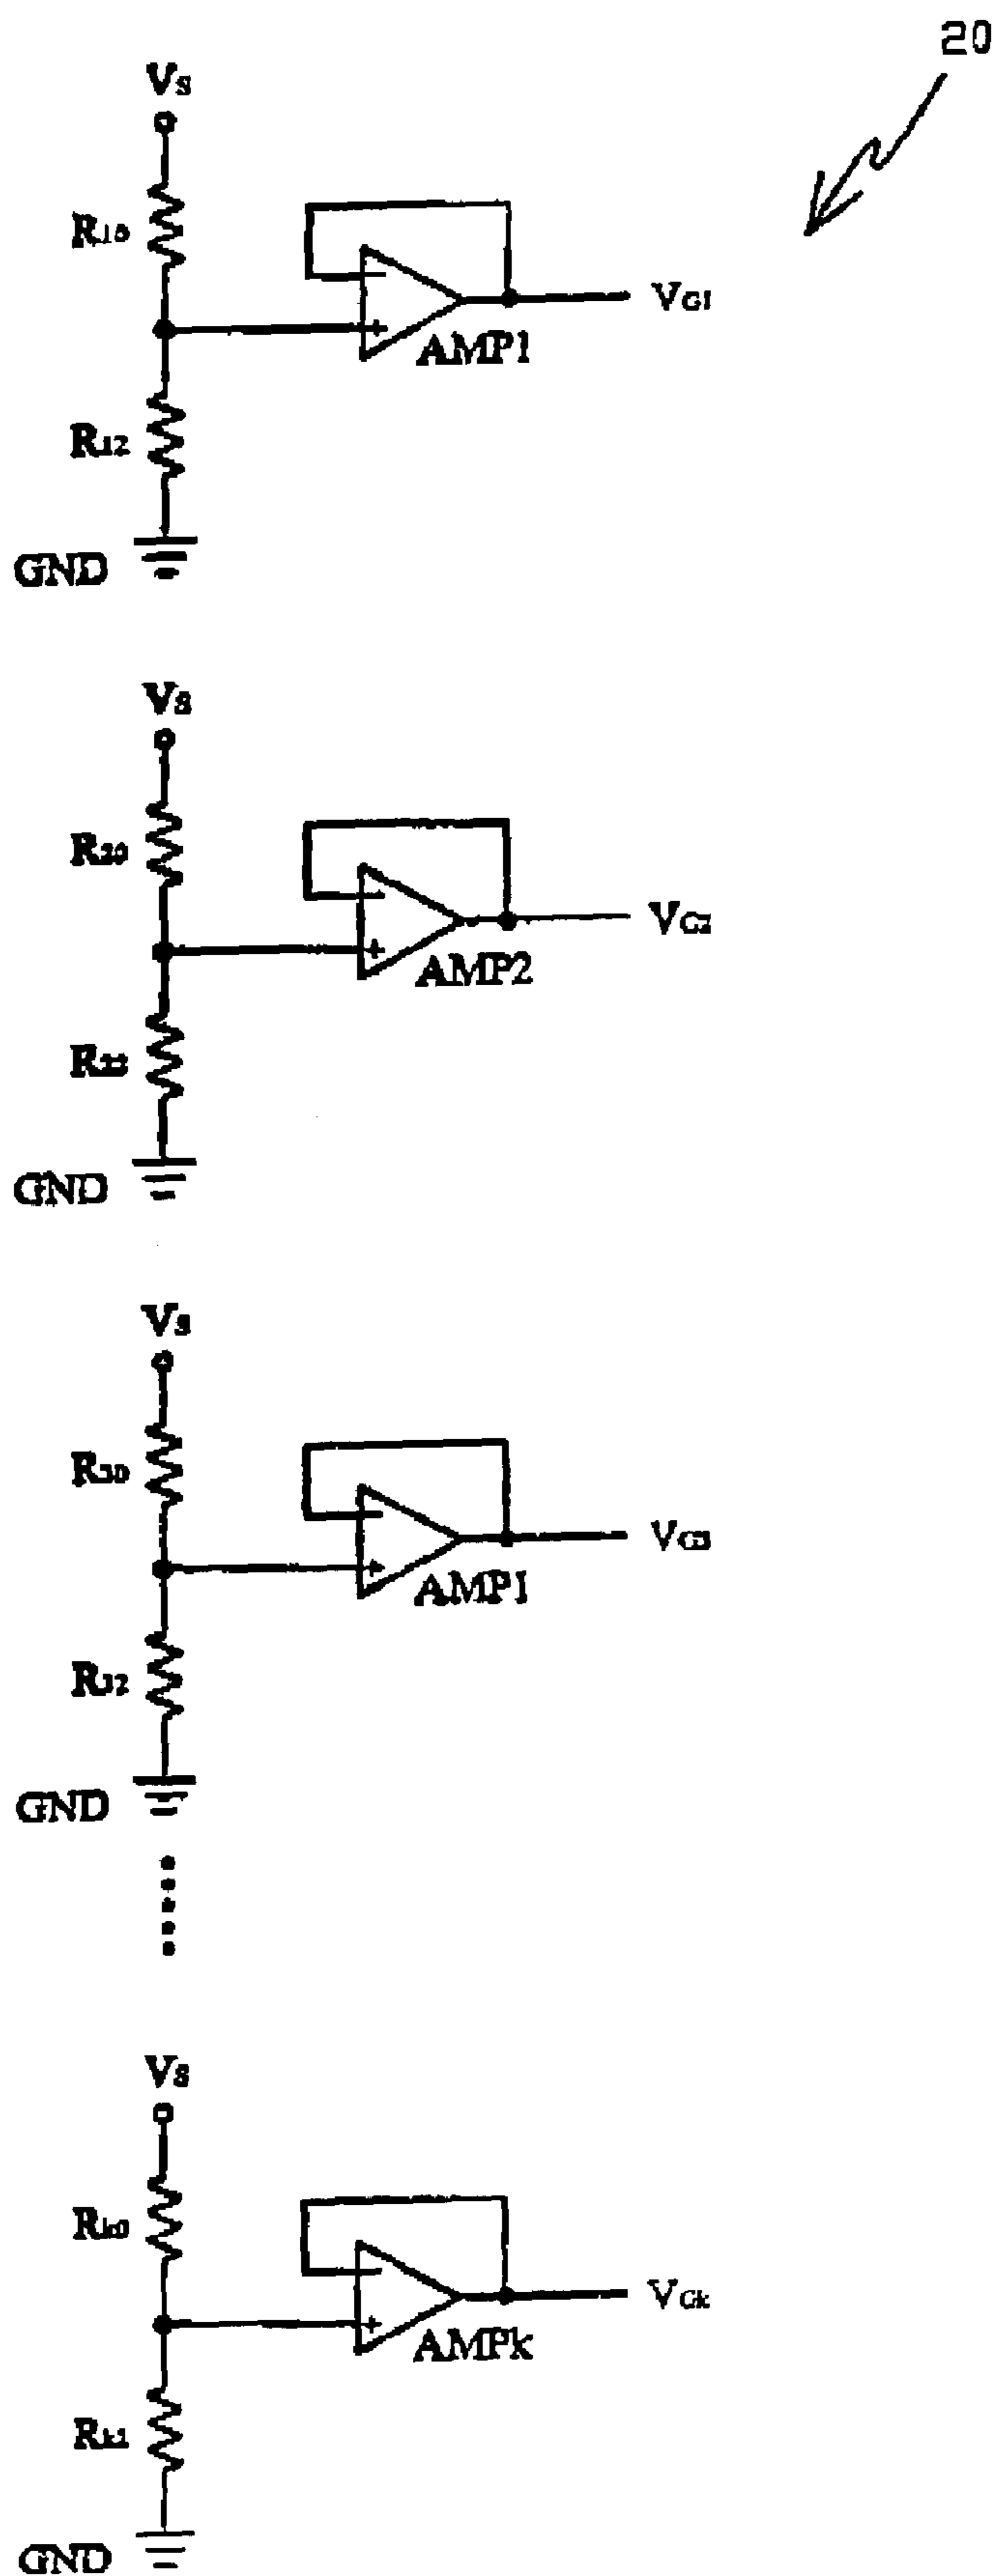 20
VS
R10
VG1
AMP1
R12
GND
VS
R20
VG2
AMP2
R22
GND
VS
R30
VG3
AMP1
R32
GND
VS
Rk0
VGk
AMPk
GND